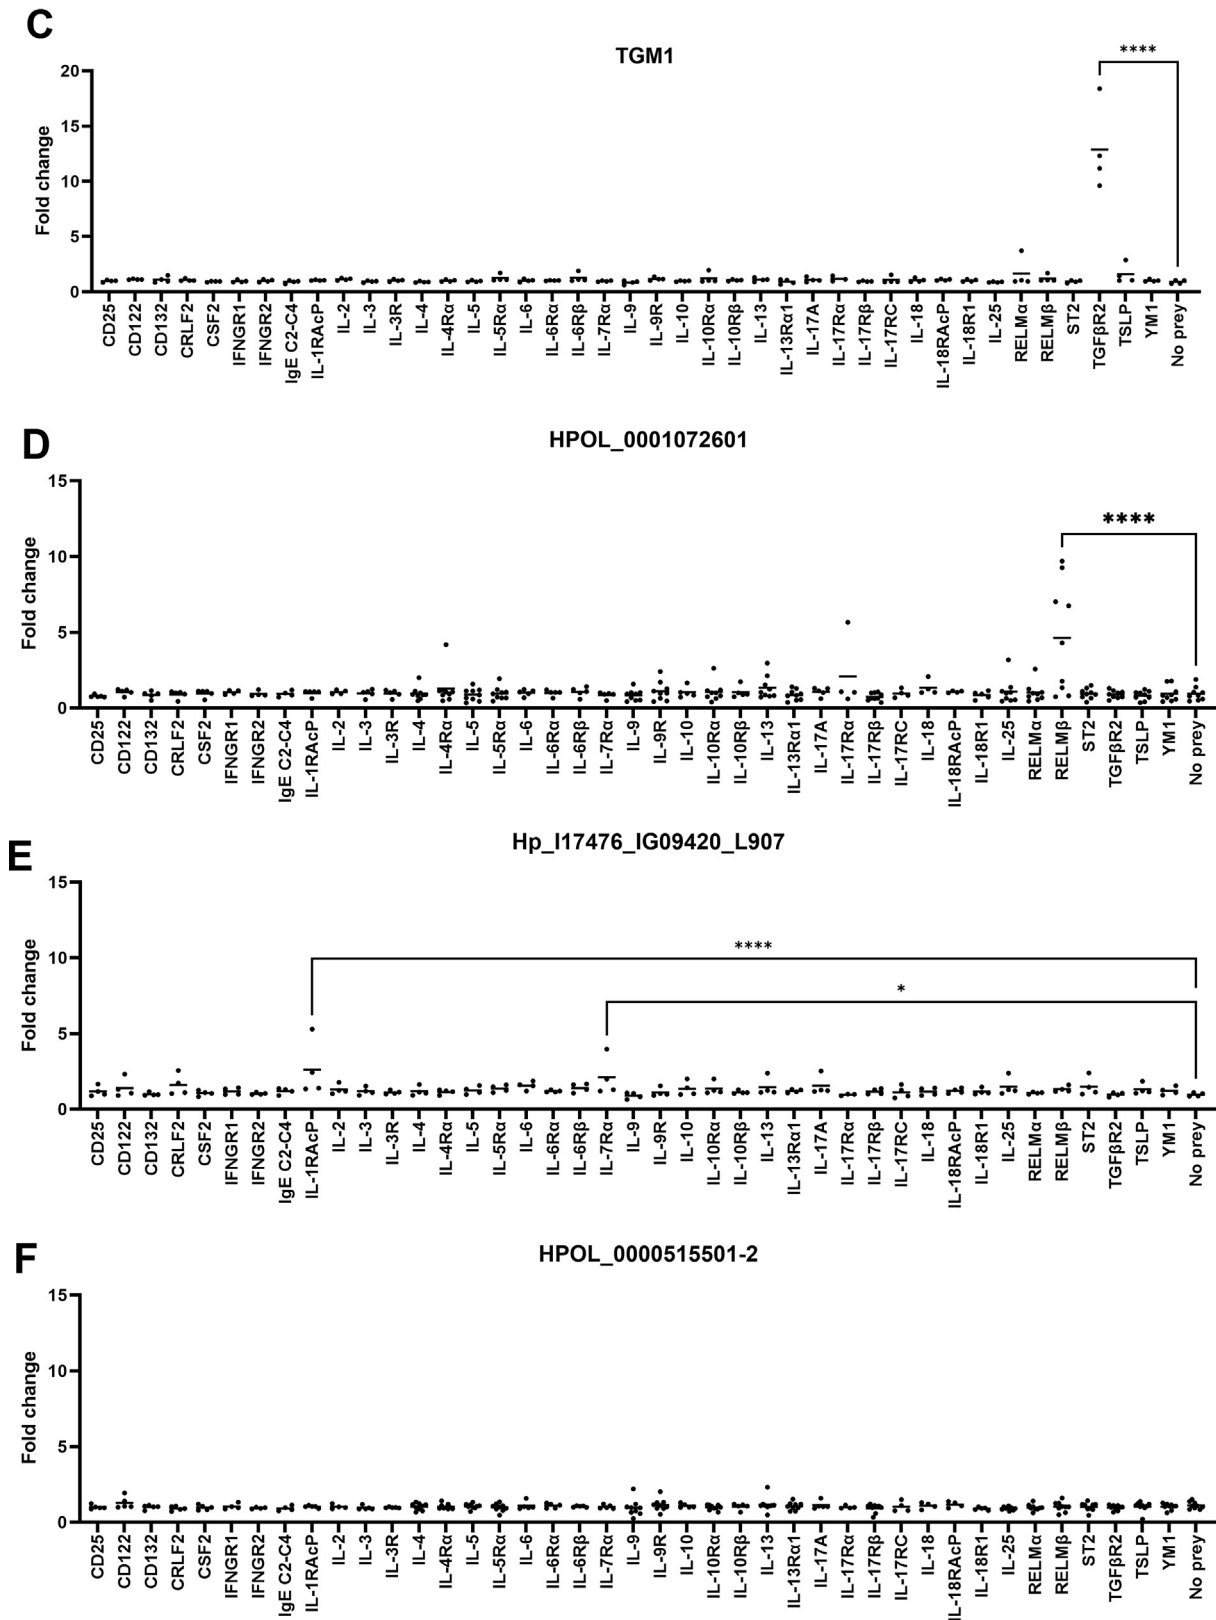 C
TGM1
****
20
15
10
5
0
Fold change
CD25
CD122
CD132
CRLF2
CSF2
IFNGR1
IFNGR2
IgE C2-C4
IL-1RAcP
IL-2
IL-3
IL-3R
IL-4
IL-4Rα
IL-5
IL-5Rα
IL-6
IL-6Rα
IL-6Rβ
IL-7Rα
IL-9
IL-9R
IL-10
IL-10Rα
IL-10Rβ
IL-13
IL-13Rα1
IL-17A
IL-17Rα
IL-17Rβ
IL-17RC
IL-18
IL-18RAcP
IL-18R1
IL-25
RELMα
RELMβ
ST2
TGFβR2
TSLP
YM1
No prey
D
HPOL_0001072601
****
15
10
5
0
Fold change
CD25
CD122
CD132
CRLF2
CSF2
IFNGR1
IFNGR2
IgE C2-C4
IL-1RAcP
IL-2
IL-3
IL-3R
IL-4
IL-4Rα
IL-5
IL-5Rα
IL-6
IL-6Rα
IL-6Rβ
IL-7Rα
IL-9
IL-9R
IL-10
IL-10Rα
IL-10Rβ
IL-13
IL-13Rα1
IL-17A
IL-17Rα
IL-17Rβ
IL-17RC
IL-18
IL-18RAcP
IL-18R1
IL-25
RELMα
RELMβ
ST2
TGFβR2
TSLP
YM1
No prey
E
Hp_I17476_IG09420_L907
****
*
15
10
5
0
Fold change
CD25
CD122
CD132
CRLF2
CSF2
IFNGR1
IFNGR2
IgE C2-C4
IL-1RAcP
IL-2
IL-3
IL-3R
IL-4
IL-4Rα
IL-5
IL-5Rα
IL-6
IL-6Rα
IL-6Rβ
IL-7Rα
IL-9
IL-9R
IL-10
IL-10Rα
IL-10Rβ
IL-13
IL-13Rα1
IL-17A
IL-17Rα
IL-17Rβ
IL-17RC
IL-18
IL-18RAcP
IL-18R1
IL-25
RELMα
RELMβ
ST2
TGFβR2
TSLP
YM1
No prey
F
HPOL_0000515501-2
15
10
5
0
Fold change
CD25
CD122
CD132
CRLF2
CSF2
IFNGR1
IFNGR2
IgE C2-C4
IL-1RAcP
IL-2
IL-3
IL-3R
IL-4
IL-4Rα
IL-5
IL-5Rα
IL-6
IL-6Rα
IL-6Rβ
IL-7Rα
IL-9
IL-9R
IL-10
IL-10Rα
IL-10Rβ
IL-13
IL-13Rα1
IL-17A
IL-17Rα
IL-17Rβ
IL-17RC
IL-18
IL-18RAcP
IL-18R1
IL-25
RELMα
RELMβ
ST2
TGFβR2
TSLP
YM1
No prey